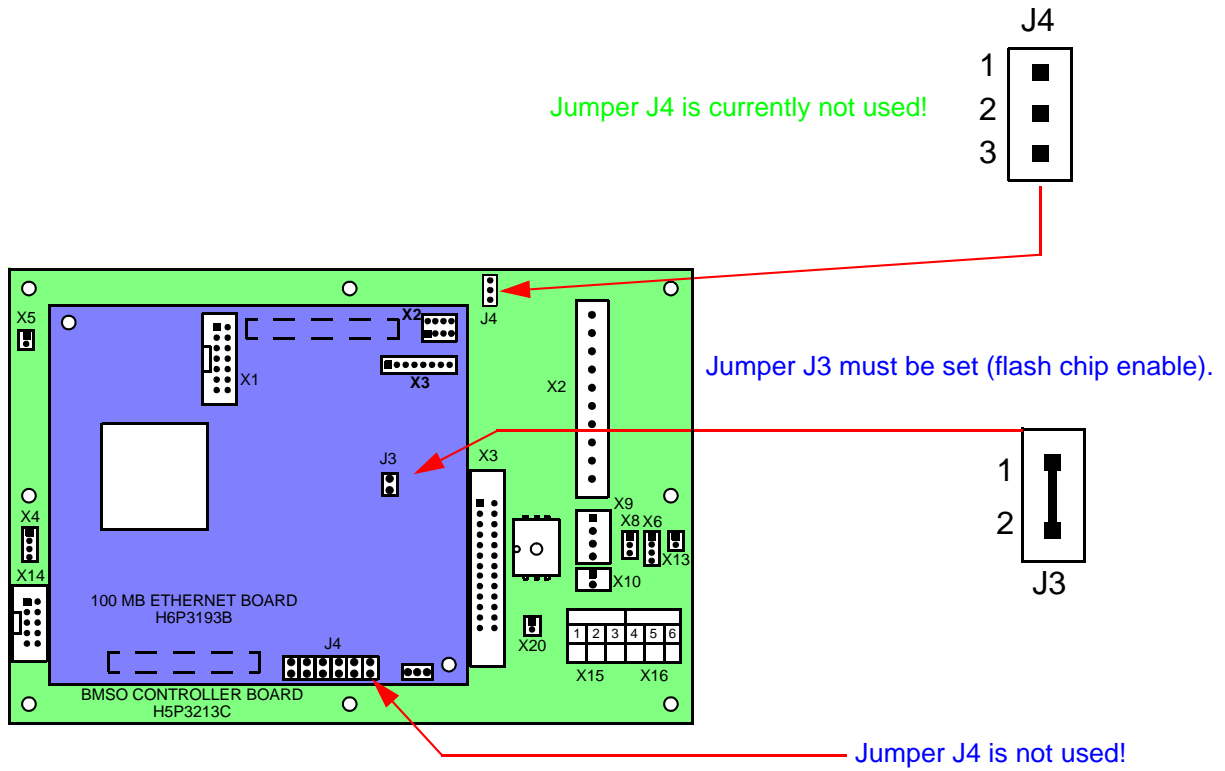 J4
1
2
3
Jumper J4 is currently not used!
X5
X2
J4
X1
X3
X2
Jumper J3 must be set (flash chip enable).
J3
X3
1
2
J3
X4
X9
X8 X6
X13
X14
X10
100 MB ETHERNET BOARD
H6P3193B
1 2 3 4 5 6
X20
J4
X15 X16
BMSO CONTROLLER BOARD
H5P3213C
Jumper J4 is not used!